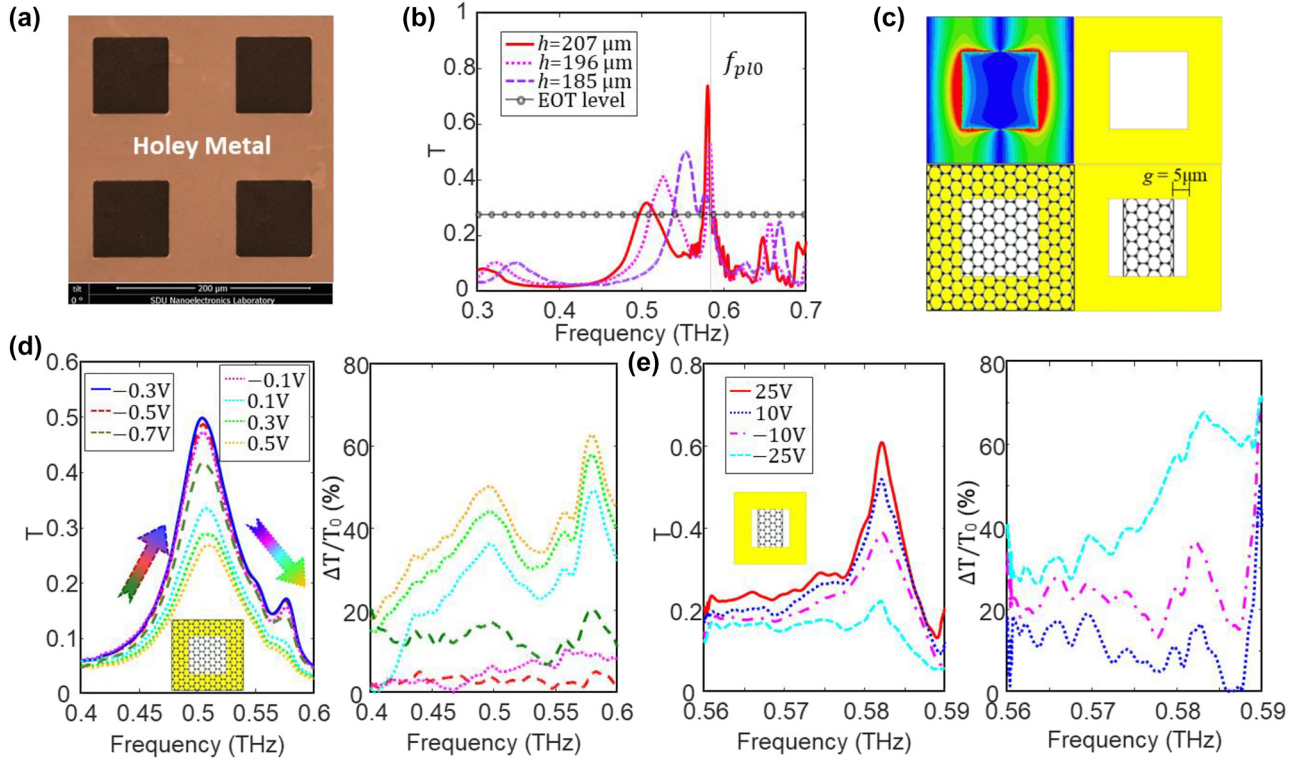 (a)
Holey Metal
tilt
0 °
200 μm
SDU Nanoelectronics Laboratory
(b)
1
0.8
0.6
0.4
0.2
0
T
h=207 μm
h=196 μm
h=185 μm
EOT level
fpl0
0.3
0.4
0.5
0.6
0.7
Frequency (THz)
(c)
g = 5μm
(d)
0.6
0.5
0.4
0.3
0.2
0.1
0
T
−0.3V
−0.5V
−0.7V
−0.1V
0.1V
0.3V
0.5V
0.4
0.45
0.5
0.55
0.6
Frequency (THz)
80
60
40
20
0
ΔT/T₀ (%)
0.4
0.45
0.5
0.55
0.6
Frequency (THz)
(e)
0.8
0.6
0.4
0.2
0
T
25V
10V
−10V
−25V
0.56
0.57
0.58
0.59
Frequency (THz)
80
60
40
20
0
ΔT/T₀ (%)
0.56
0.57
0.58
0.59
Frequency (THz)